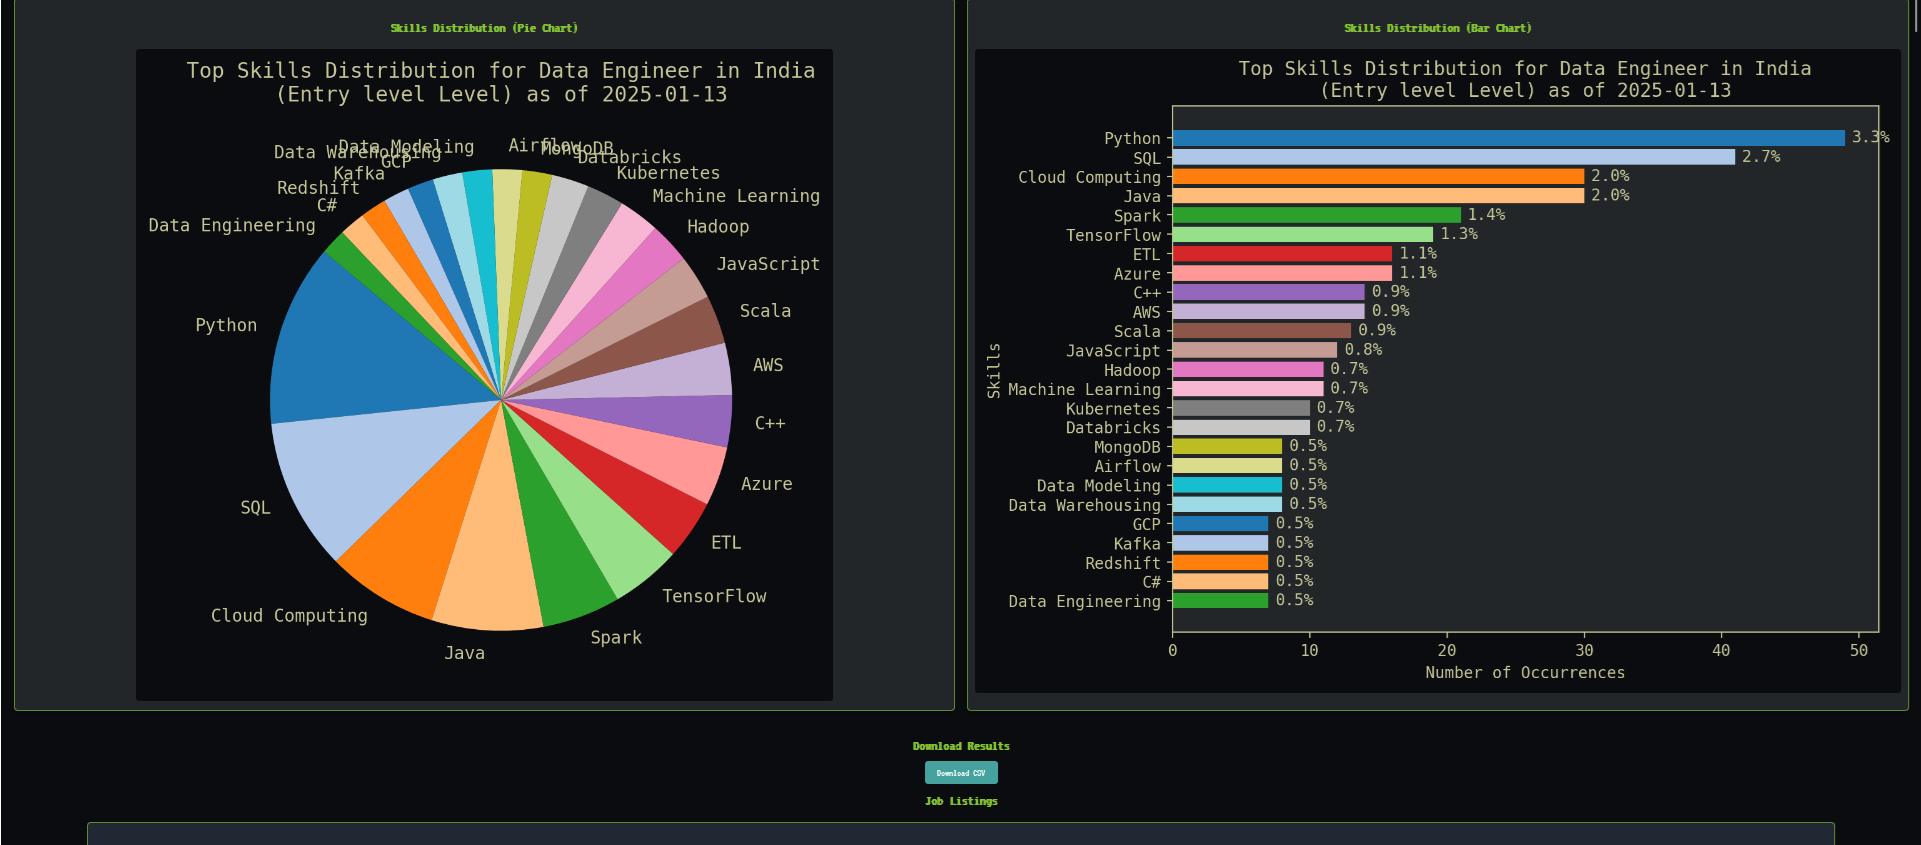 Skills Distribution (Pie Chart)
Top Skills Distribution for Data Engineer in India
(Entry level Level) as of 2025-01-13
Data Modeling
Data Warehousing
GCP
Kafka
Redshift
C#
Data Engineering
Python
SQL
Cloud Computing
Java
Spark
TensorFlow
ETL
Azure
C++
AWS
Scala
JavaScript
Hadoop
Machine Learning
Kubernetes
Databricks
MongoDB
Airflow
Skills Distribution (Bar Chart)
Top Skills Distribution for Data Engineer in India
(Entry level Level) as of 2025-01-13
Skills
Python 3.3%
SQL 2.7%
Cloud Computing 2.0%
Java 2.0%
Spark 1.4%
TensorFlow 1.3%
ETL 1.1%
Azure 1.1%
C++ 0.9%
AWS 0.9%
Scala 0.9%
JavaScript 0.8%
Hadoop 0.7%
Machine Learning 0.7%
Kubernetes 0.7%
Databricks 0.7%
MongoDB 0.5%
Airflow 0.5%
Data Modeling 0.5%
Data Warehousing 0.5%
GCP 0.5%
Kafka 0.5%
Redshift 0.5%
C# 0.5%
Data Engineering 0.5%
0 10 20 30 40 50
Number of Occurrences
Download Results
Download CSV
Job Listings